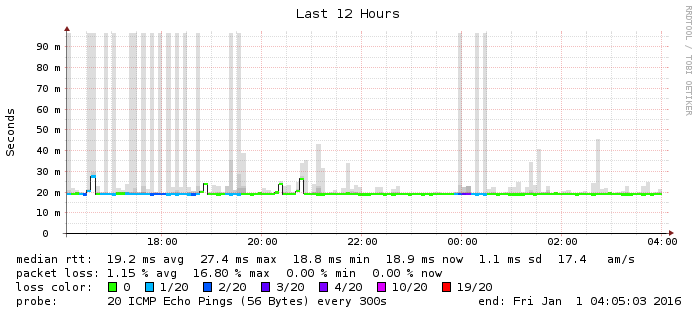 Last 12 Hours
RRDTOOL / TOBI OETIKER
Seconds
90 m
80 m
70 m
60 m
50 m
40 m
30 m
20 m
10 m
0
18:00 20:00 22:00 00:00 02:00 04:00
median rtt: 19.2 ms avg 27.4 ms max 18.8 ms min 18.9 ms now 1.1 ms sd 17.4 am/s
packet loss: 1.15 % avg 16.80 % max 0.00 % min 0.00 % now
loss color: 0 1/20 2/20 3/20 4/20 10/20 19/20
probe: 20 ICMP Echo Pings (56 Bytes) every 300s end: Fri Jan 1 04:05:03 2016